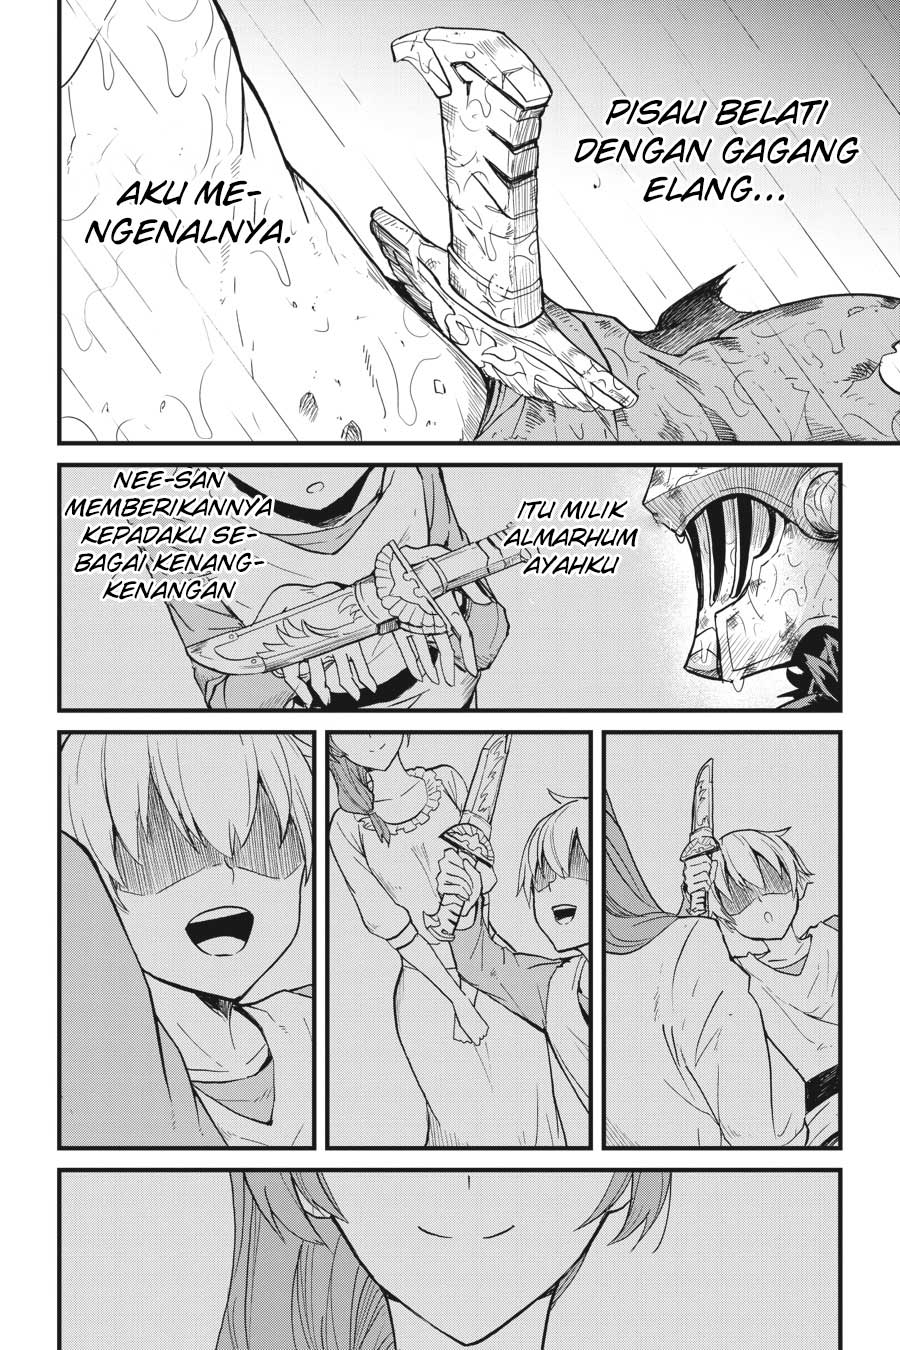 PISAU BELATI
DENGAN GAGANG
ELANG...
AKU ME-
NGENALNYA.
ITU MILIK
ALMARHUM
AYAHKU
NEE-SAN
MEMBERIKANNYA
KEPADAKU SE-
BAGAI KENANG-
KENANGAN